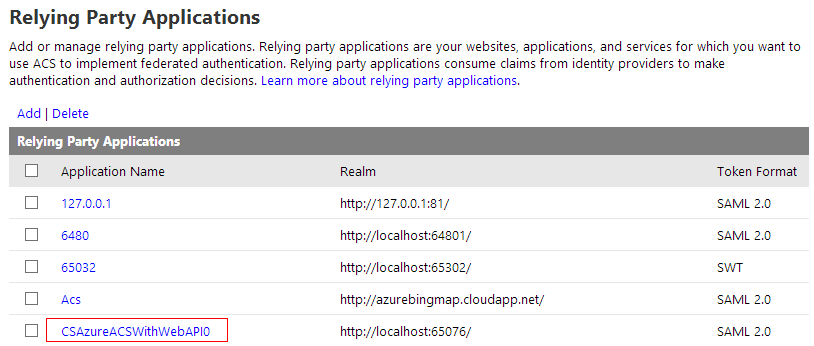 Relying Party Applications
Add or manage relying party applications. Relying party applications are your websites, applications, and services for which you want to
use ACS to implement federated authentication. Relying party applications consume claims from identity providers to make
authentication and authorization decisions. Learn more about relying party applications.
Add | Delete
Relying Party Applications
Application Name Realm Token Format
127.0.0.1 http://127.0.0.1:81/ SAML 2.0
6480 http://localhost:64801/ SAML 2.0
65032 http://localhost:65302/ SWT
Acs http://azurebingmap.cloudapp.net/ SAML 2.0
CSAzureACSWithWebAPI0 http://localhost:65076/ SAML 2.0